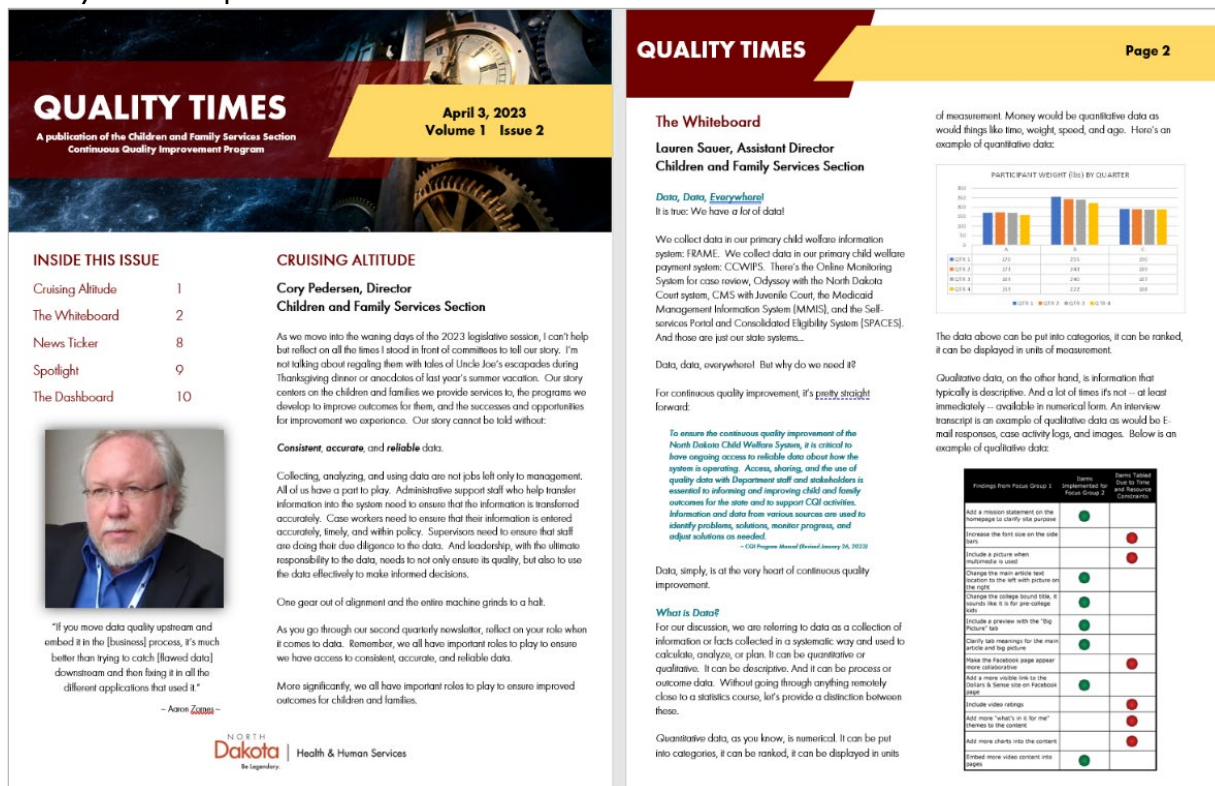 QUALITY TIMES
A publication of the Children and Family Services Section
Continuous Quality Improvement Program
April 3, 2023
Volume 1 Issue 2
INSIDE THIS ISSUE
Cruising Altitude 1
The Whiteboard 2
News Ticker 8
Spotlight 9
The Dashboard 10
"If you move data quality upstream and
embed it in the [business] process, it's much
better than trying to catch [flawed data]
downstream and then fixing it in all the
different applications that used it."
~ Aaron Zornes ~
CRUISING ALTITUDE
Cory Pedersen, Director
Children and Family Services Section
As we move into the waning days of the 2023 legislative session, I can't help
but reflect on all the times I stood in front of committees to tell our story. I'm
not talking about regaling them with tales of Uncle Joe's escapades during
Thanksgiving dinner or anecdotes of last year's summer vacation. Our story
centers on the children and families we provide services to, the programs we
develop to improve outcomes for them, and the successes and opportunities
for improvement we experience. Our story cannot be told without:
Consistent, accurate, and reliable data.
Collecting, analyzing, and using data are not jobs left only to management.
All of us have a part to play. Administrative support staff who help transfer
information into the system need to ensure that the information is transferred
accurately. Case workers need to ensure that their information is entered
accurately, timely, and within policy. Supervisors need to ensure that staff
are doing their due diligence to the data. And leadership, with the ultimate
responsibility to the data, needs to not only ensure its quality, but also to use
the data effectively to make informed decisions.
One gear out of alignment and the entire machine grinds to a halt.
As you go through our second quarterly newsletter, reflect on your role when
it comes to data. Remember, we all have important roles to play to ensure
we have access to consistent, accurate, and reliable data.
More significantly, we all have important roles to play to ensure improved
outcomes for children and families.
NORTH
Dakota | Health & Human Services
Be Legendary.
QUALITY TIMES
Page 2
The Whiteboard
Lauren Sauer, Assistant Director
Children and Family Services Section
Data, Data, Everywhere!
It is true: We have a lot of data!
We collect data in our primary child welfare information
system: FRAME. We collect data in our primary child welfare
payment system: CCWIPS. There's the Online Monitoring
System for case review, Odyssey with the North Dakota
Court system, CMS with Juvenile Court, the Medicaid
Management Information System (MMIS), and the Self-
services Portal and Consolidated Eligibility System (SPACES).
And those are just our state systems...
Data, data, everywhere! But why do we need it?
For continuous quality improvement, it's pretty straight
forward:
To ensure the continuous quality improvement of the
North Dakota Child Welfare System, it is critical to
have ongoing access to reliable data about how the
system is operating. Access, sharing, and the use of
quality data with Department staff and stakeholders is
essential to informing and improving child and family
outcomes for the state and to support CQI activities.
Information and data from various sources are used to
identify problems, solutions, monitor progress, and
adjust solutions as needed.
~ CQI Program Manual (Revised January 26, 2023)
Data, simply, is at the very heart of continuous quality
improvement.
What is Data?
For our discussion, we are referring to data as a collection of
information or facts collected in a systematic way and used to
calculate, analyze, or plan. It can be quantitative or
qualitative. It can be descriptive. And it can be process or
outcome data. Without going through anything remotely
close to a statistics course, let's provide a distinction between
these.
Quantitative data, as you know, is numerical. It can be put
into categories, it can be ranked, it can be displayed in units
of measurement. Money would be quantitative data as
would things like time, weight, speed, and age. Here's an
example of quantitative data:
PARTICIPANT WEIGHT (lbs) BY QUARTER
A B C
QTR 1
QTR 2
QTR 3
QTR 4
QTR 1 QTR 2 QTR 3 QTR 4
The data above can be put into categories, it can be ranked,
it can be displayed in units of measurement.
Qualitative data, on the other hand, is information that
typically is descriptive. And a lot of times it's not -- at least
immediately -- available in numerical form. An interview
transcript is an example of qualitative data as would be E-
mail responses, case activity logs, and images. Below is an
example of qualitative data:
Findings from Focus Group 1
Items
Implemented for
Focus Group 2
Items Tabled
Due to Time
and Resource
Constraints
Add a mission statement on the
homepage to clarify site purpose
Increase the font size on the side
bars
Include a picture when
multimedia is used
Change the main article text
location to the left with picture on
the right
Change the college bound title, it
sounds like it is for pre-college
kids
Include a preview with the "Big
Picture" tab
Clarify tab meanings for the main
article and big picture
Make the Facebook page appear
more collaborative
Add a more visible link to the
Dollars & Sense site on Facebook
page
Include video ratings
Add more "what's in it for me"
themes to the content
Add more charts into the content
Embed more video content into
pages